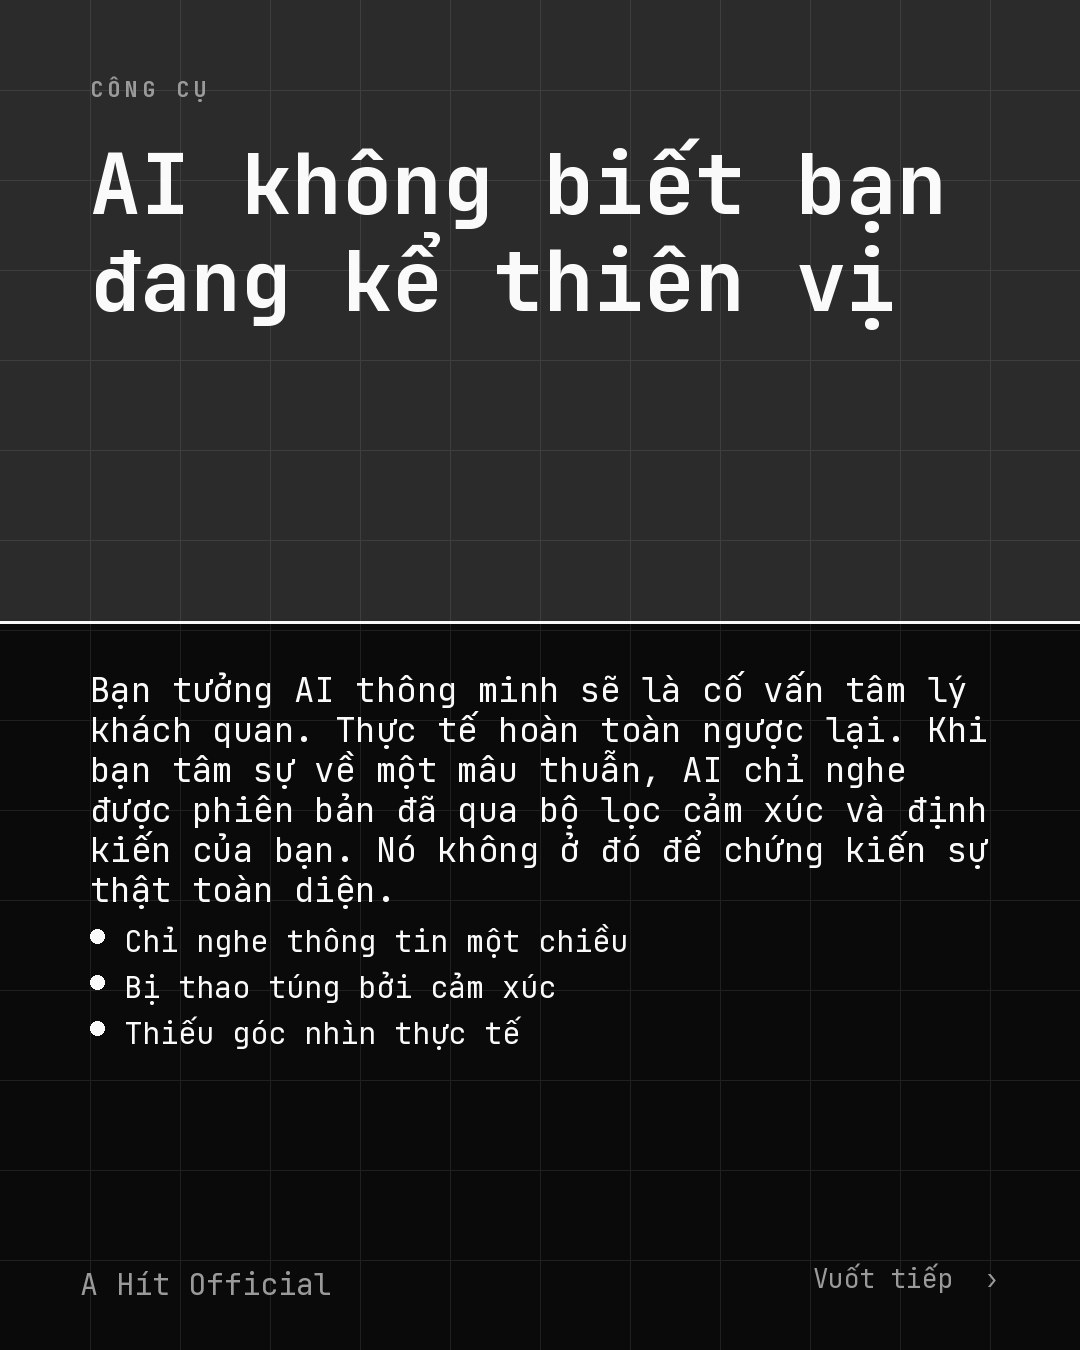 CÔNG CỤ
AI không biết bạn
đang kể thiên vị
Bạn tưởng AI thông minh sẽ là cố vấn tâm lý
khách quan. Thực tế hoàn toàn ngược lại. Khi
bạn tâm sự về một mâu thuẫn, AI chỉ nghe
được phiên bản đã qua bộ lọc cảm xúc và định
kiến của bạn. Nó không ở đó để chứng kiến sự
thật toàn diện.
● Chỉ nghe thông tin một chiều
● Bị thao túng bởi cảm xúc
● Thiếu góc nhìn thực tế
A Hít Official
Vuốt tiếp ›